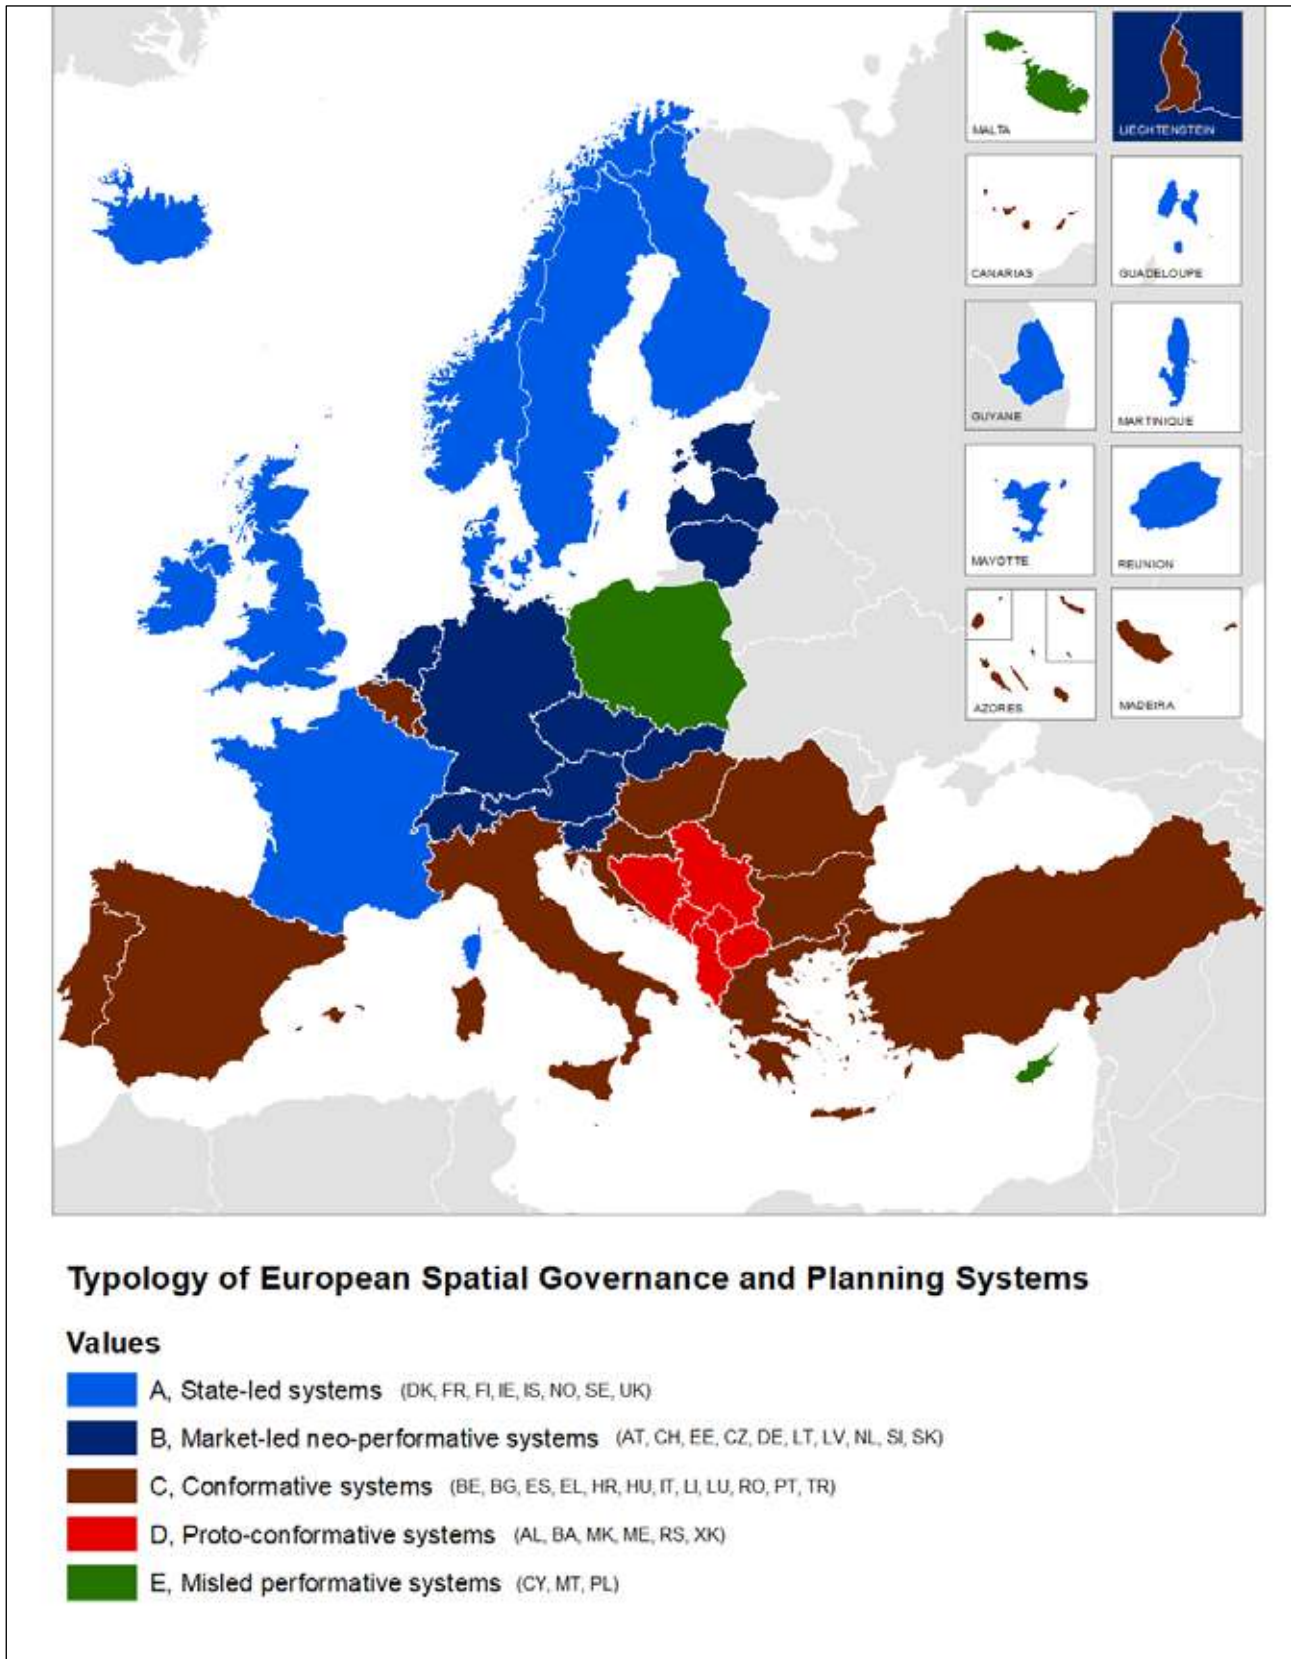 MALTA
LIECHTENSTEIN
CANARIAS
GUADELOUPE
GUYANE
MARTINIQUE
MAYOTTE
REUNION
AZORES
MADEIRA
Typology of European Spatial Governance and Planning Systems
Values
A, State-led systems (DK, FR, FI, IE, IS, NO, SE, UK)
B, Market-led neo-performative systems (AT, CH, EE, CZ, DE, LT, LV, NL, SI, SK)
C, Conformative systems (BE, BG, ES, EL, HR, HU, IT, LI, LU, RO, PT, TR)
D, Proto-conformative systems (AL, BA, MK, ME, RS, XK)
E, Misled performative systems (CY, MT, PL)